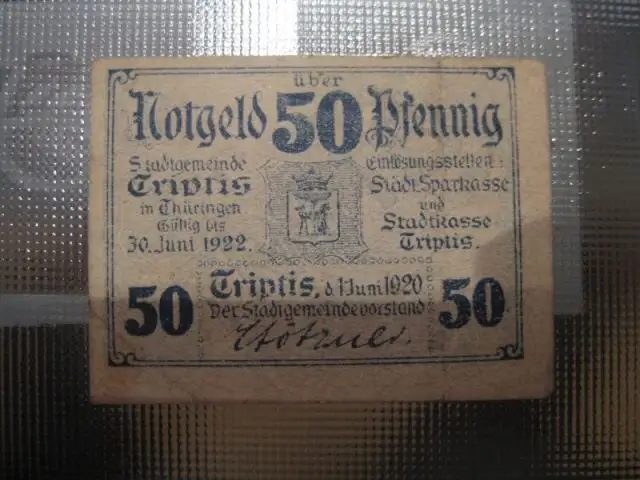 über
Notgeld 50 Pfennig
Stadtgemeinde
Triptis
in Thüringen
Gültig bis
30. Juni 1922.
Einlösungsstellen:
Städt. Sparkasse
und
Stadtkasse
Triptis.
Triptis, d. 1 Juni 1920
Der Stadtgemeindevorstand
50
50